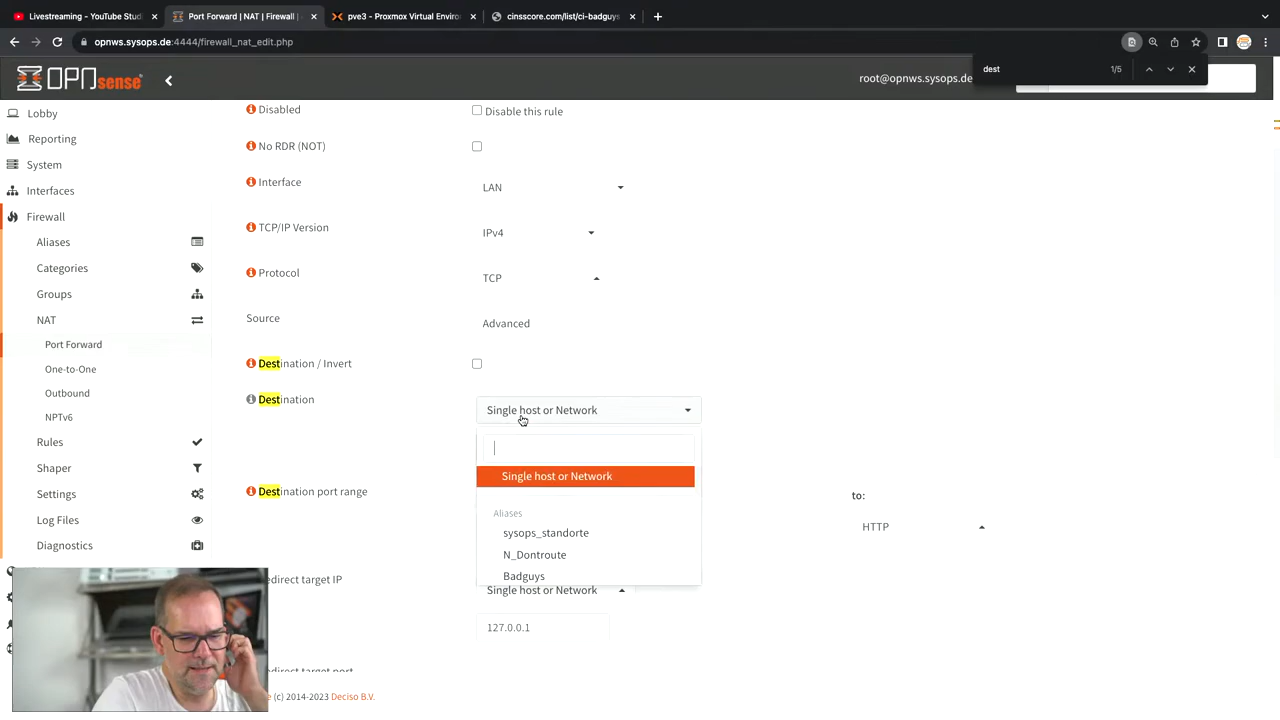 Livestreaming - YouTube Stud
Port Forward | NAT | Firewall |
pve3 - Proxmox Virtual Environ
cinsscore.com/list/ci-badguys
opnws.sysops.de:4444/firewall_nat_edit.php
dest
1/5
OPNsense
root@opnws.sysops.de
Lobby
Reporting
System
Interfaces
Firewall
Aliases
Categories
Groups
NAT
Port Forward
One-to-One
Outbound
NPTv6
Rules
Shaper
Settings
Log Files
Diagnostics
Disabled
Disable this rule
No RDR (NOT)
Interface
LAN
TCP/IP Version
IPv4
Protocol
TCP
Source
Advanced
Destination / Invert
Destination
Single host or Network
Single host or Network
Aliases
sysops_standorte
N_Dontroute
Badguys
Destination port range
to:
HTTP
edirect target IP
Single host or Network
127.0.0.1
edirect target port
(c) 2014-2023 Deciso B.V.